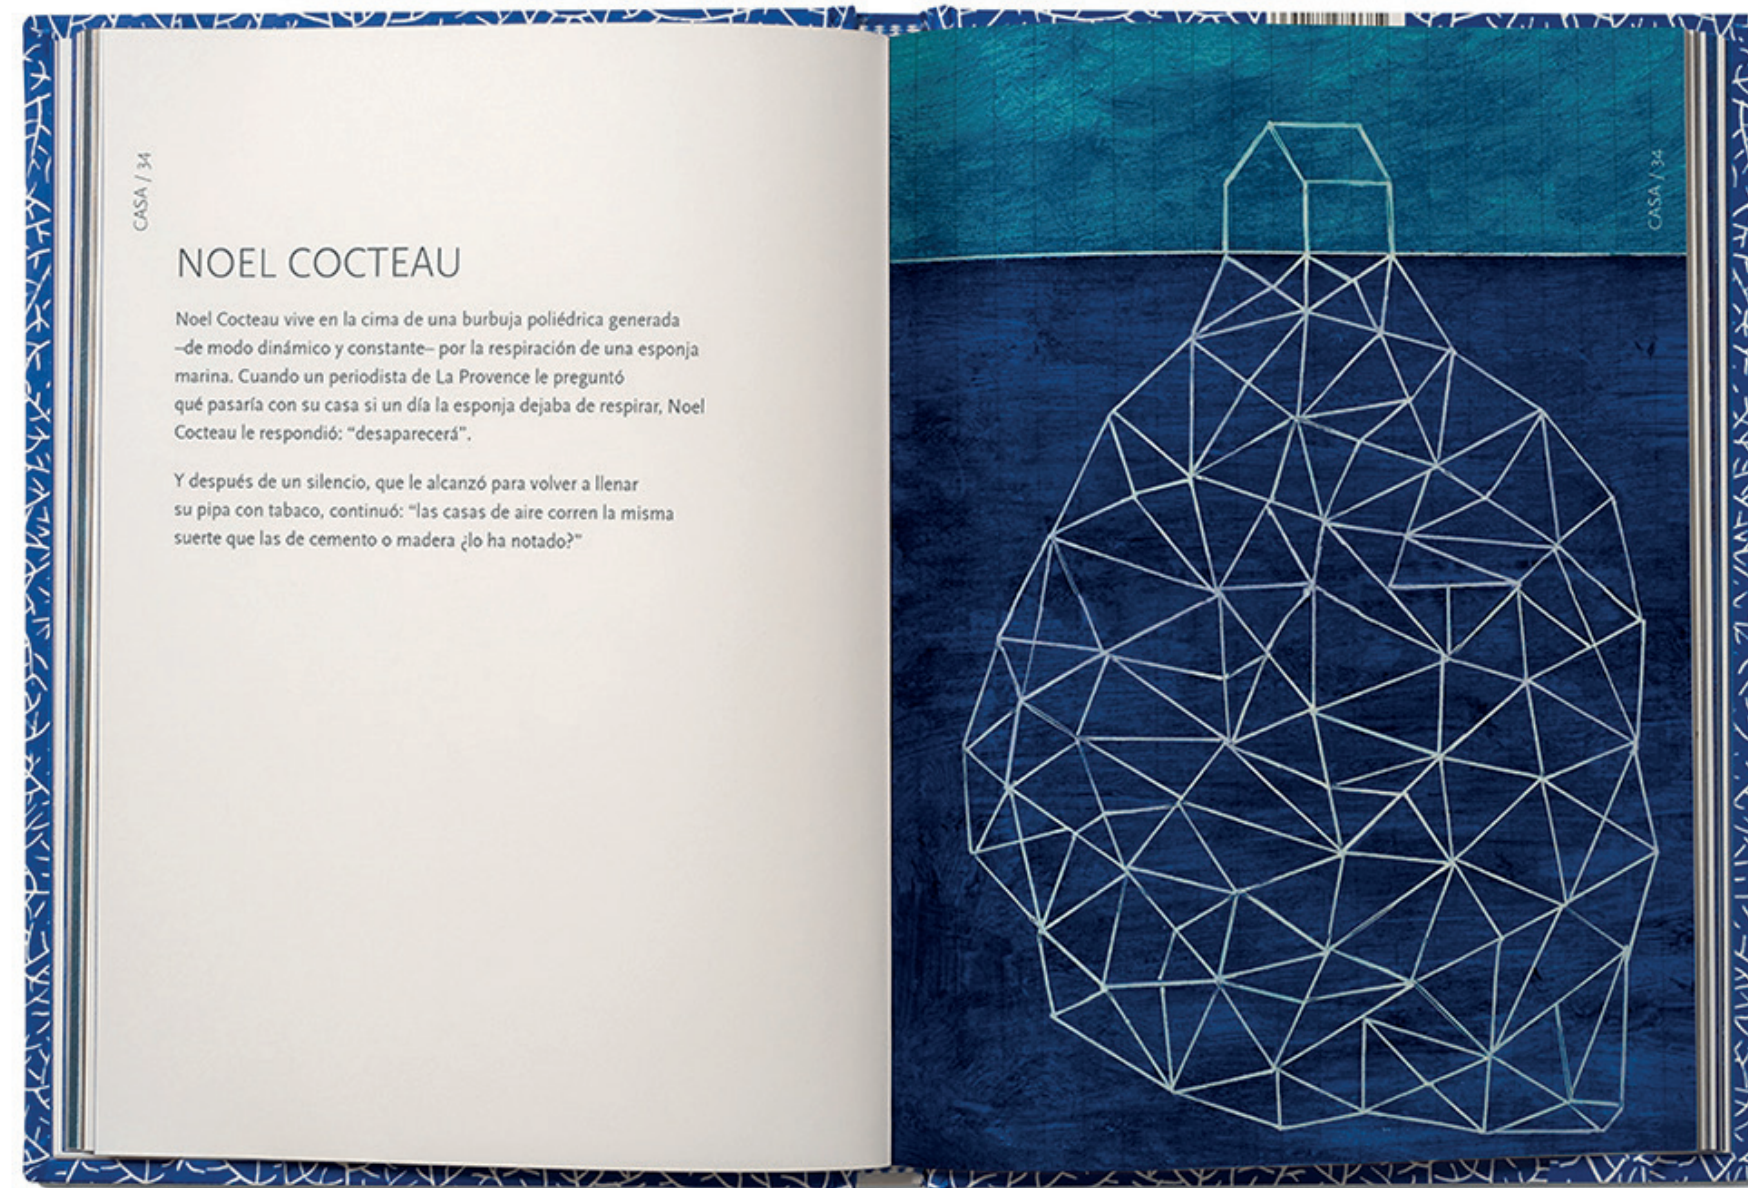 CASA / 34
NOEL COCTEAU
Noel Cocteau vive en la cima de una burbuja poliédrica generada
–de modo dinámico y constante– por la respiración de una esponja
marina. Cuando un periodista de La Provence le preguntó
qué pasaría con su casa si un día la esponja dejaba de respirar, Noel
Cocteau le respondió: “desaparecerá”.
Y después de un silencio, que le alcanzó para volver a llenar
su pipa con tabaco, continuó: “las casas de aire corren la misma
suerte que las de cemento o madera ¿lo ha notado?”
CASA / 34